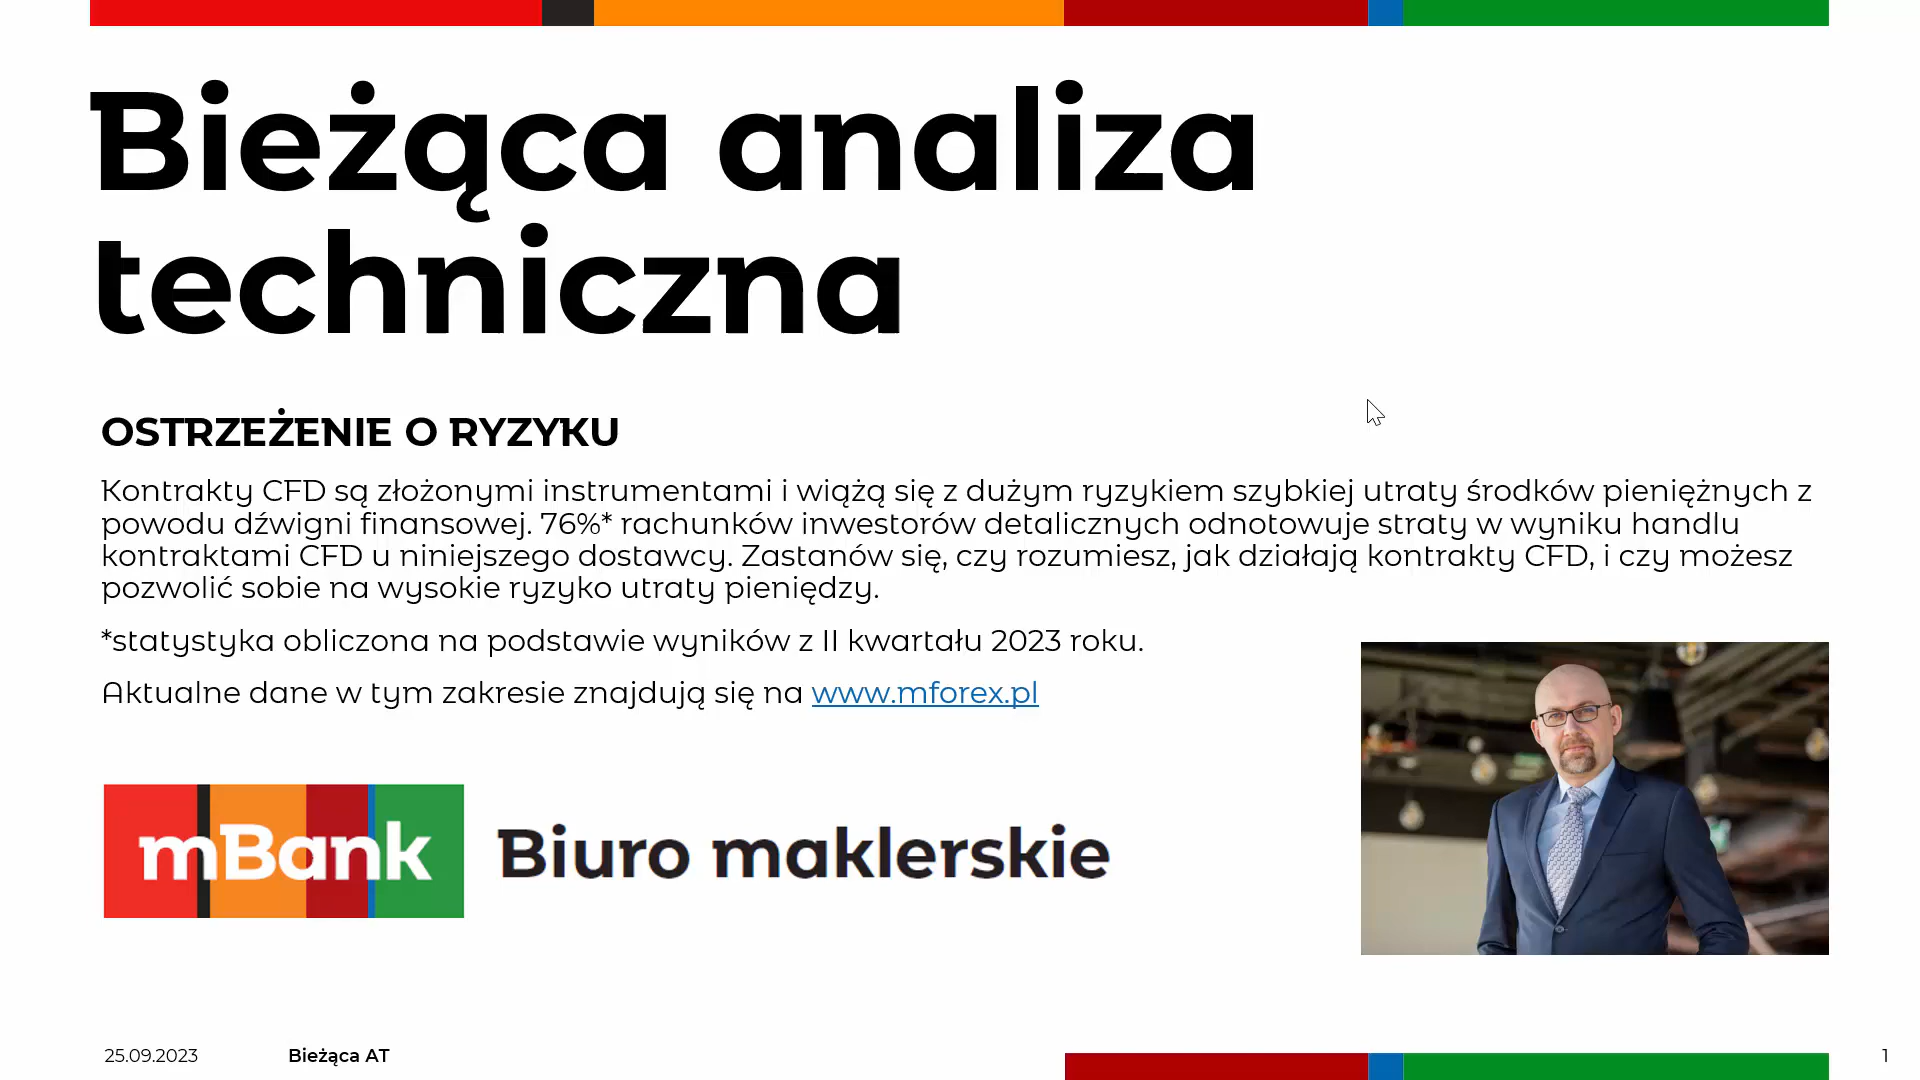 Bieżąca analiza
techniczna
OSTRZEŻENIE O RYZYKU
Kontrakty CFD są złożonymi instrumentami i wiążą się z dużym ryzykiem szybkiej utraty środków pieniężnych z
powodu dźwigni finansowej. 76%* rachunków inwestorów detalicznych odnotowuje straty w wyniku handlu
kontraktami CFD u niniejszego dostawcy. Zastanów się, czy rozumiesz, jak działają kontrakty CFD, i czy możesz
pozwolić sobie na wysokie ryzyko utraty pieniędzy.
*statystyka obliczona na podstawie wyników z II kwartału 2023 roku.
Aktualne dane w tym zakresie znajdują się na www.mforex.pl
mBank Biuro maklerskie
25.09.2023 Bieżąca AT 1